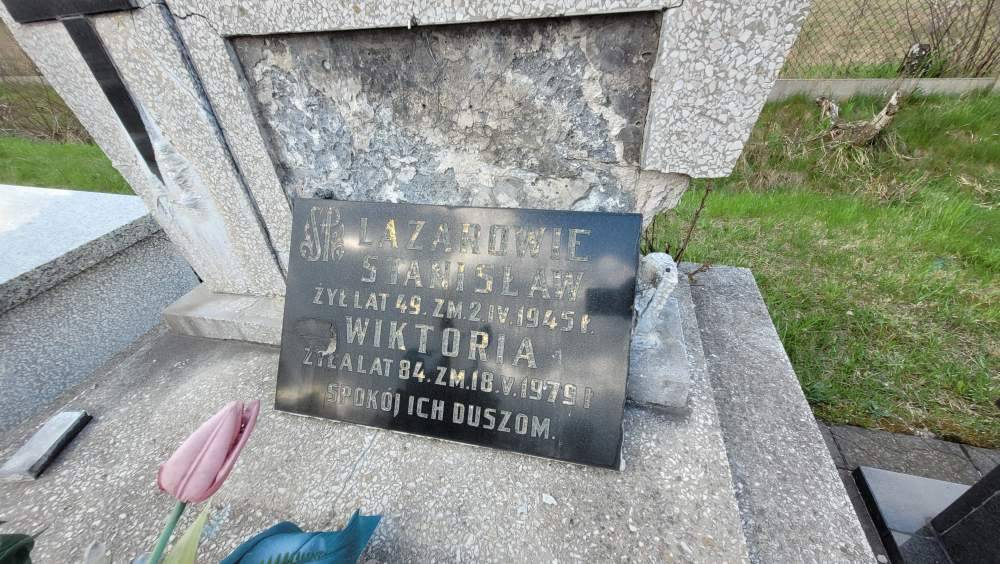 ŚP. ŁAZAROWIE
STANISŁAW
ŻYŁ LAT 49. ZM. 2 IV. 1945 r.
WIKTORIA
ŻYŁA LAT 84. ZM. 18 V. 1979 r.
SPOKÓJ ICH DUSZOM.